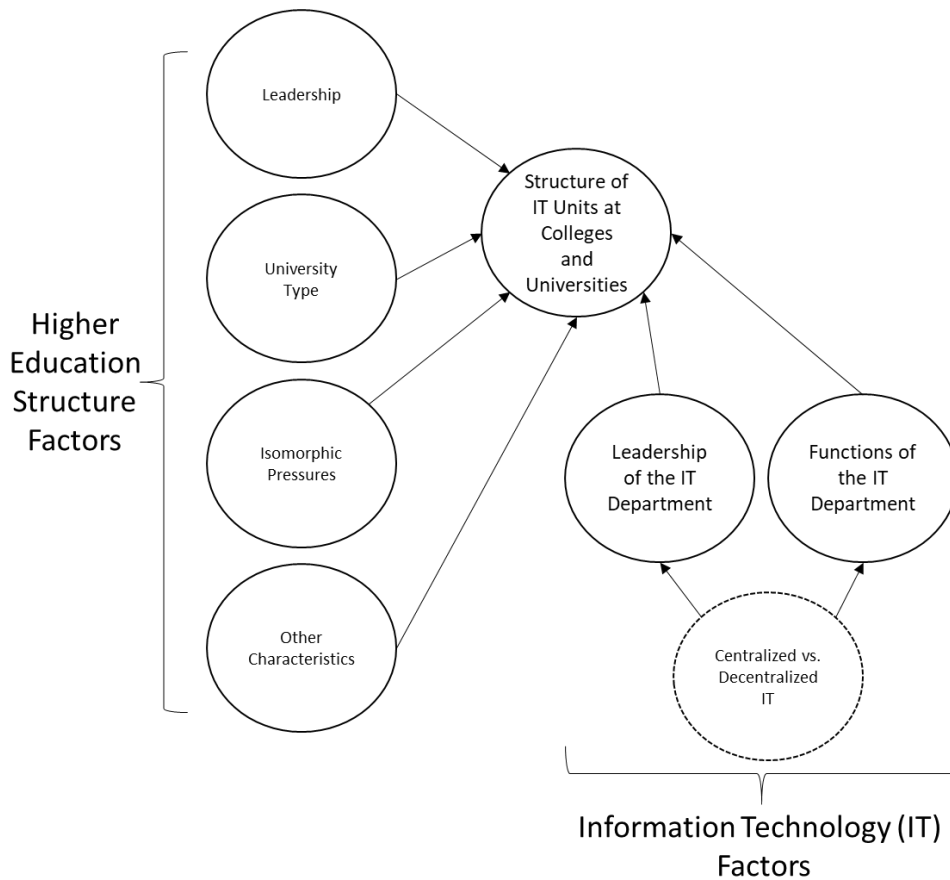 Leadership
Structure of
IT Units at
Colleges
and
Universities
University
Type
Higher
Education
Structure
Factors
Isomorphic
Pressures
Leadership
of the IT
Department
Functions of
the IT
Department
Other
Characteristics
Centralized vs.
Decentralized
IT
Information Technology (IT)
Factors